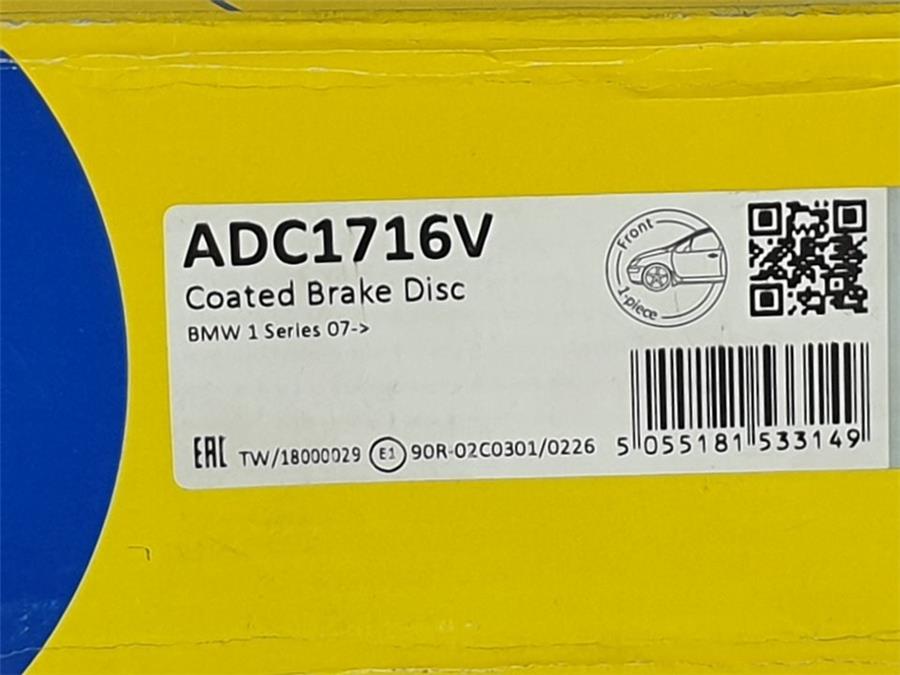 ADC1716V
Coated Brake Disc
BMW 1 Series 07->
Front
1-piece
EAC TW/18000029 E1 90R-02C0301/0226
5 055181 533149